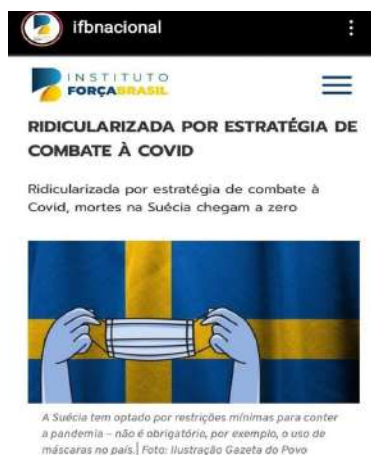 ifbnacional
INSTITUTO
FORÇABRASIL
RIDICULARIZADA POR ESTRATÉGIA DE
COMBATE À COVID
Ridicularizada por estratégia de combate à
Covid, mortes na Suécia chegam a zero
A Suécia tem optado por restrições mínimas para conter
a pandemia – não é obrigatório, por exemplo, o uso de
máscaras no país.| Foto: Ilustração Gazeta do Povo